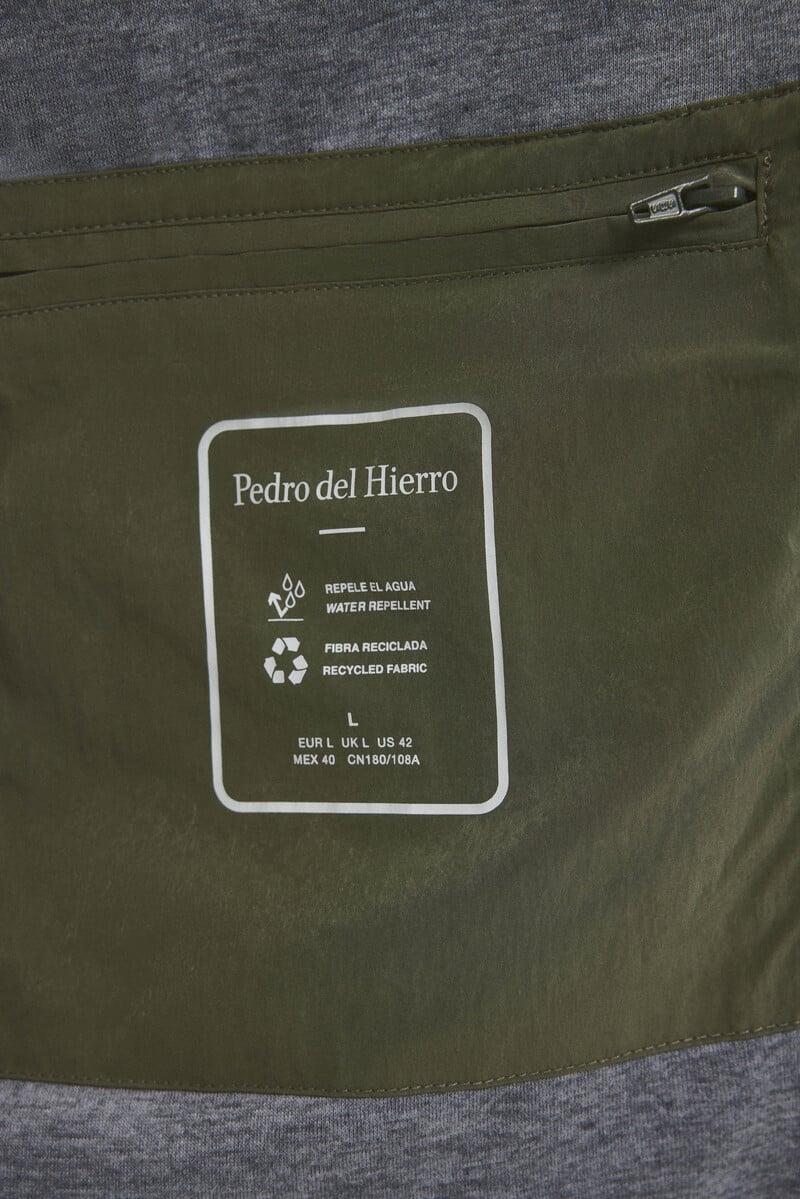 Pedro del Hierro
REPELE EL AGUA
WATER REPELLENT
FIBRA RECICLADA
RECYCLED FABRIC
L
EUR L UK L US 42
MEX 40 CN180/108A